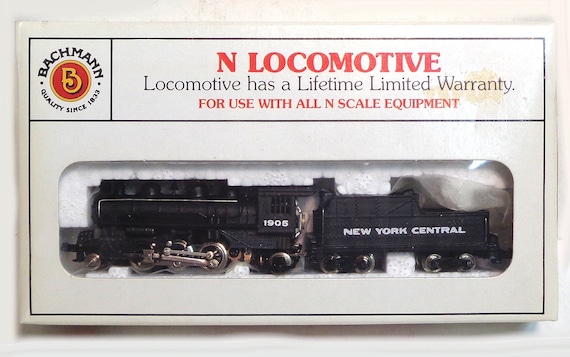 BACHMANN
B
QUALITY SINCE 1833
N LOCOMOTIVE
Locomotive has a Lifetime Limited Warranty.
FOR USE WITH ALL N SCALE EQUIPMENT
1905
NEW YORK CENTRAL